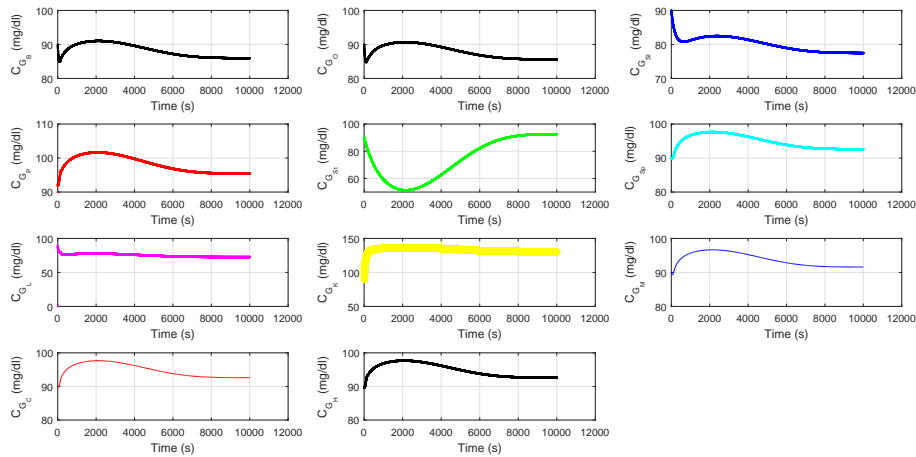 C_{G_B} (mg/dl)
100
90
80
0 2000 4000 6000 8000 10000 12000
Time (s)
C_{G_O} (mg/dl)
100
90
80
0 2000 4000 6000 8000 10000 12000
Time (s)
C_{G_{SI}} (mg/dl)
90
80
70
0 2000 4000 6000 8000 10000 12000
Time (s)
C_{G_P} (mg/dl)
110
100
90
0 2000 4000 6000 8000 10000 12000
Time (s)
C_{G_{St}} (mg/dl)
80
60
0 2000 4000 6000 8000 10000 12000
Time (s)
C_{G_{Sp}} (mg/dl)
100
90
80
0 2000 4000 6000 8000 10000 12000
Time (s)
C_{G_L} (mg/dl)
100
50
0
0 2000 4000 6000 8000 10000 12000
Time (s)
C_{G_K} (mg/dl)
150
100
50
0 2000 4000 6000 8000 10000 12000
Time (s)
C_{G_M} (mg/dl)
100
90
80
0 2000 4000 6000 8000 10000 12000
Time (s)
C_{G_C} (mg/dl)
100
90
80
0 2000 4000 6000 8000 10000 12000
Time (s)
C_{G_H} (mg/dl)
100
90
80
0 2000 4000 6000 8000 10000 12000
Time (s)